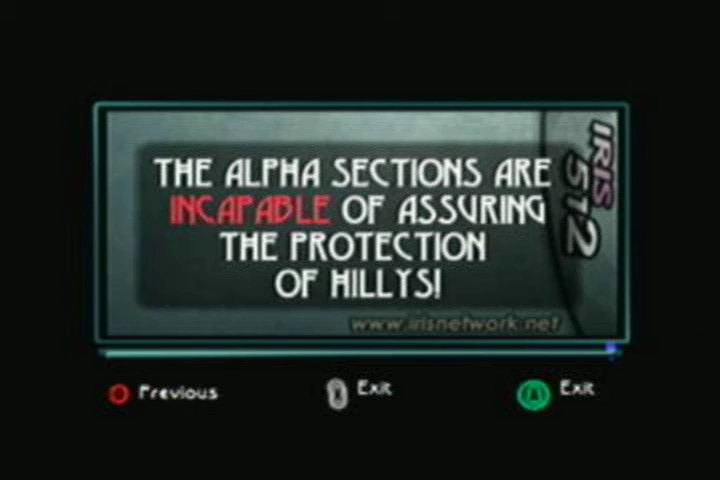 THE ALPHA SECTIONS ARE
INCAPABLE OF ASSURING
THE PROTECTION
OF HILLYS!
IRIS
512
www.irisnetwork.net
Previous
Exit
Exit